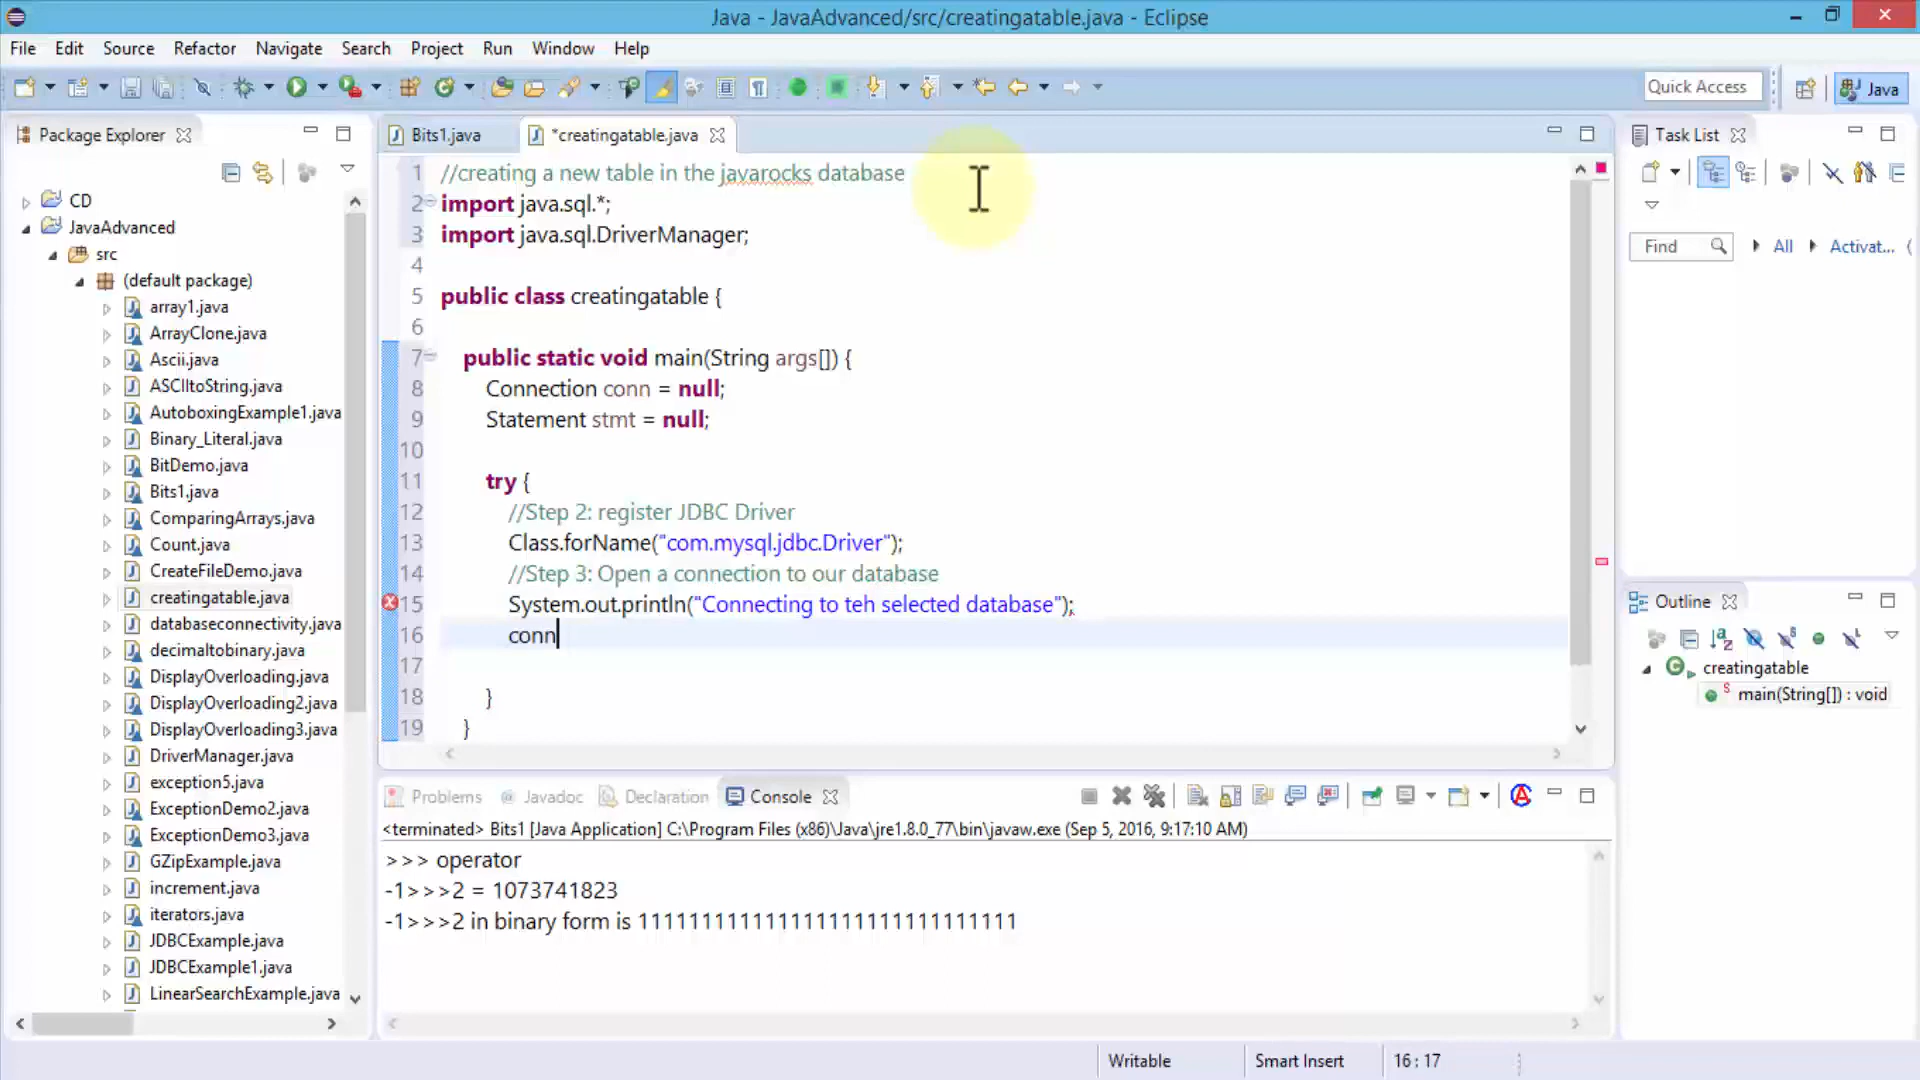 Java - JavaAdvanced/src/creatingatable.java - Eclipse
File Edit Source Refactor Navigate Search Project Run Window Help
Quick Access
Java
Package Explorer
CD
JavaAdvanced
src
(default package)
array1.java
ArrayClone.java
Ascii.java
ASCIItoString.java
AutoboxingExample1.java
Binary_Literal.java
BitDemo.java
Bits1.java
ComparingArrays.java
Count.java
CreateFileDemo.java
creatingatable.java
databaseconnectivity.java
decimaltobinary.java
DisplayOverloading.java
DisplayOverloading2.java
DisplayOverloading3.java
DriverManager.java
exception5.java
ExceptionDemo2.java
ExceptionDemo3.java
GZipExample.java
increment.java
iterators.java
JDBCExample.java
JDBCExample1.java
LinearSearchExample.java
Bits1.java *creatingatable.java
1 //creating a new table in the javarocks database
2 import java.sql.*;
3 import java.sql.DriverManager;
4
5 public class creatingatable {
6
7 public static void main(String args[]) {
8 Connection conn = null;
9 Statement stmt = null;
10
11 try {
12 //Step 2: register JDBC Driver
13 Class.forName("com.mysql.jdbc.Driver");
14 //Step 3: Open a connection to our database
15 System.out.println("Connecting to teh selected database");
16 conn
17
18 }
19 }
Problems Javadoc Declaration Console
<terminated> Bits1 [Java Application] C:\Program Files (x86)\Java\jre1.8.0_77\bin\javaw.exe (Sep 5, 2016, 9:17:10 AM)
>>> operator
-1>>>2 = 1073741823
-1>>>2 in binary form is 111111111111111111111111111111
Task List
Find All Activat...
Outline
creatingatable
main(String[]) : void
Writable Smart Insert 16 : 17